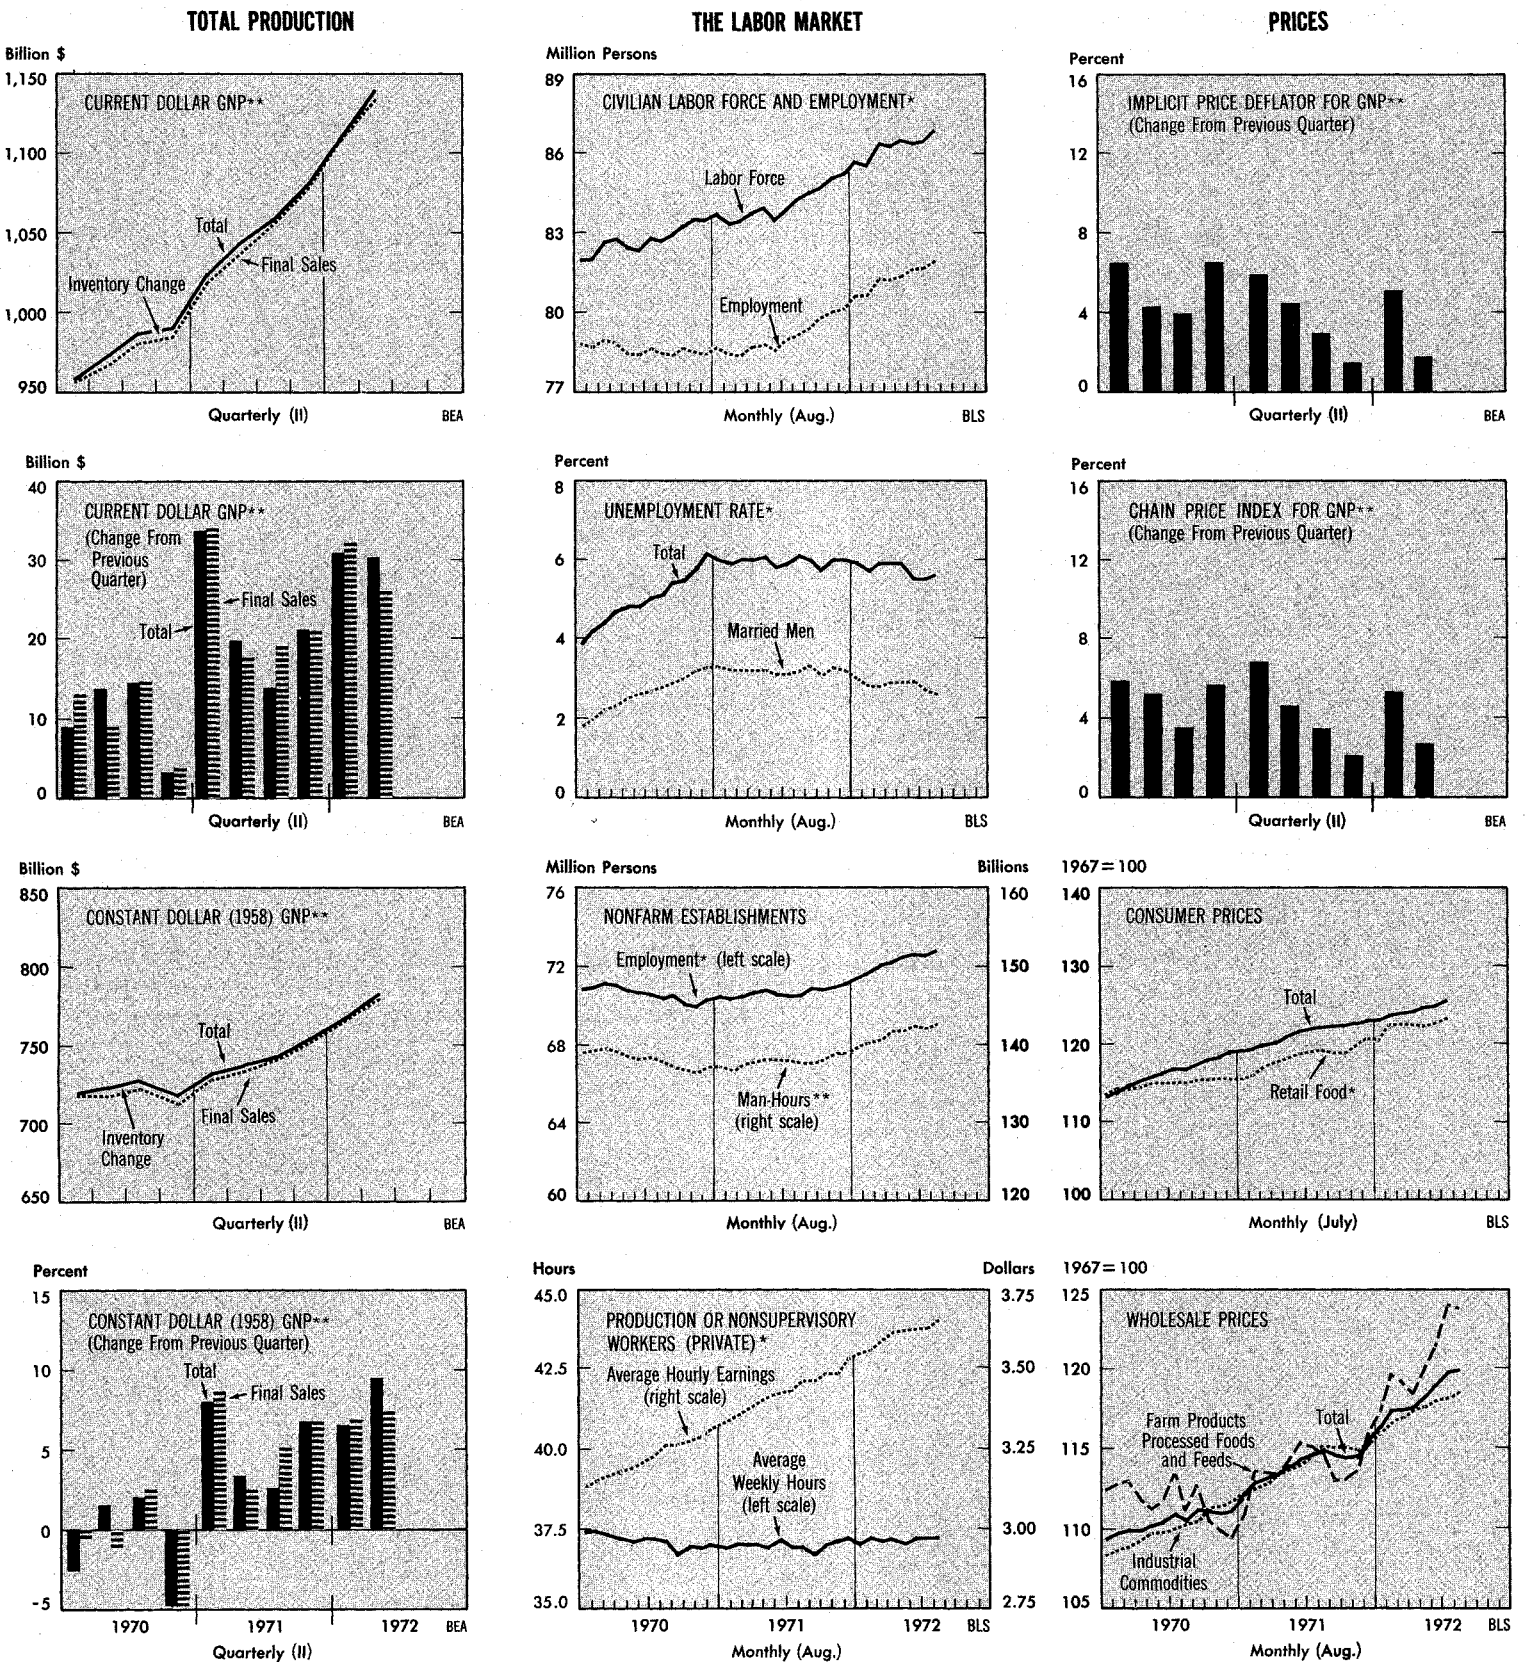 TOTAL PRODUCTION
Billion $
1,150
1,100
1,050
1,000
950
CURRENT DOLLAR GNP**
Total
Final Sales
Inventory Change
Quarterly (II)
BEA
Billion $
40
30
20
10
0
CURRENT DOLLAR GNP**
(Change From
Previous
Quarter)
Final Sales
Total
Quarterly (II)
BEA
Billion $
850
800
750
700
650
CONSTANT DOLLAR (1958) GNP**
Total
Final Sales
Inventory
Change
Quarterly (II)
BEA
Percent
15
10
5
0
-5
CONSTANT DOLLAR (1958) GNP**
(Change From Previous Quarter)
Total
Final Sales
1970
1971
1972
BEA
Quarterly (II)
THE LABOR MARKET
Million Persons
89
86
83
80
77
CIVILIAN LABOR FORCE AND EMPLOYMENT*
Labor Force
Employment
Monthly (Aug.)
BLS
Percent
8
6
4
2
0
UNEMPLOYMENT RATE*
Total
Married Men
Monthly (Aug.)
BLS
Million Persons
Billions
76
72
68
64
60
160
150
140
130
120
NONFARM ESTABLISHMENTS
Employment* (left scale)
Man-Hours**
(right scale)
Monthly (Aug.)
BLS
Hours
Dollars
45.0
42.5
40.0
37.5
35.0
3.75
3.50
3.25
3.00
2.75
PRODUCTION OR NONSUPERVISORY
WORKERS (PRIVATE)*
Average Hourly Earnings
(right scale)
Average
Weekly Hours
(left scale)
1970
1971
1972
BLS
Monthly (Aug.)
PRICES
Percent
16
12
8
4
0
IMPLICIT PRICE DEFLATOR FOR GNP**
(Change From Previous Quarter)
Quarterly (II)
BEA
Percent
16
12
8
4
0
CHAIN PRICE INDEX FOR GNP**
(Change From Previous Quarter)
Quarterly (II)
BEA
1967=100
140
130
120
110
100
CONSUMER PRICES
Total
Retail Food*
Monthly (July)
BLS
1967=100
125
120
115
110
105
WHOLESALE PRICES
Farm Products
Processed Foods
and Feeds
Total
Industrial
Commodities
1970
1971
1972
BLS
Monthly (Aug.)